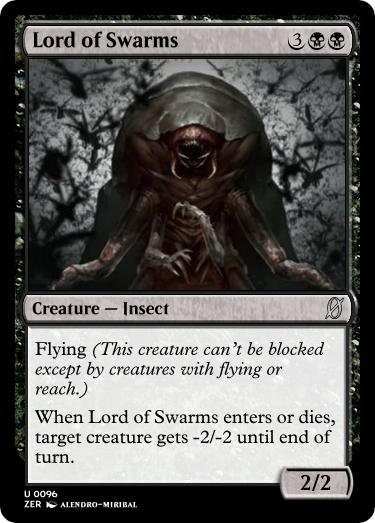 Lord of Swarms 3
Creature — Insect
Flying (This creature can't be blocked
except by creatures with flying or
reach.)
When Lord of Swarms enters or dies,
target creature gets -2/-2 until end of
turn.
2/2
U 0096
ZER ALENDRO-MIRIBAL